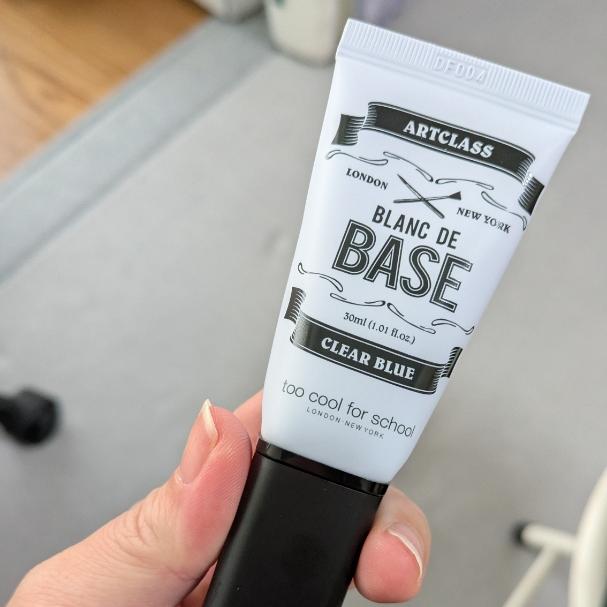 DF094
ARTCLASS
LONDON
NEW YORK
BLANC DE
BASE
30ml (1.01 fl.oz.)
CLEAR BLUE
too cool for school
LONDON NEW YORK